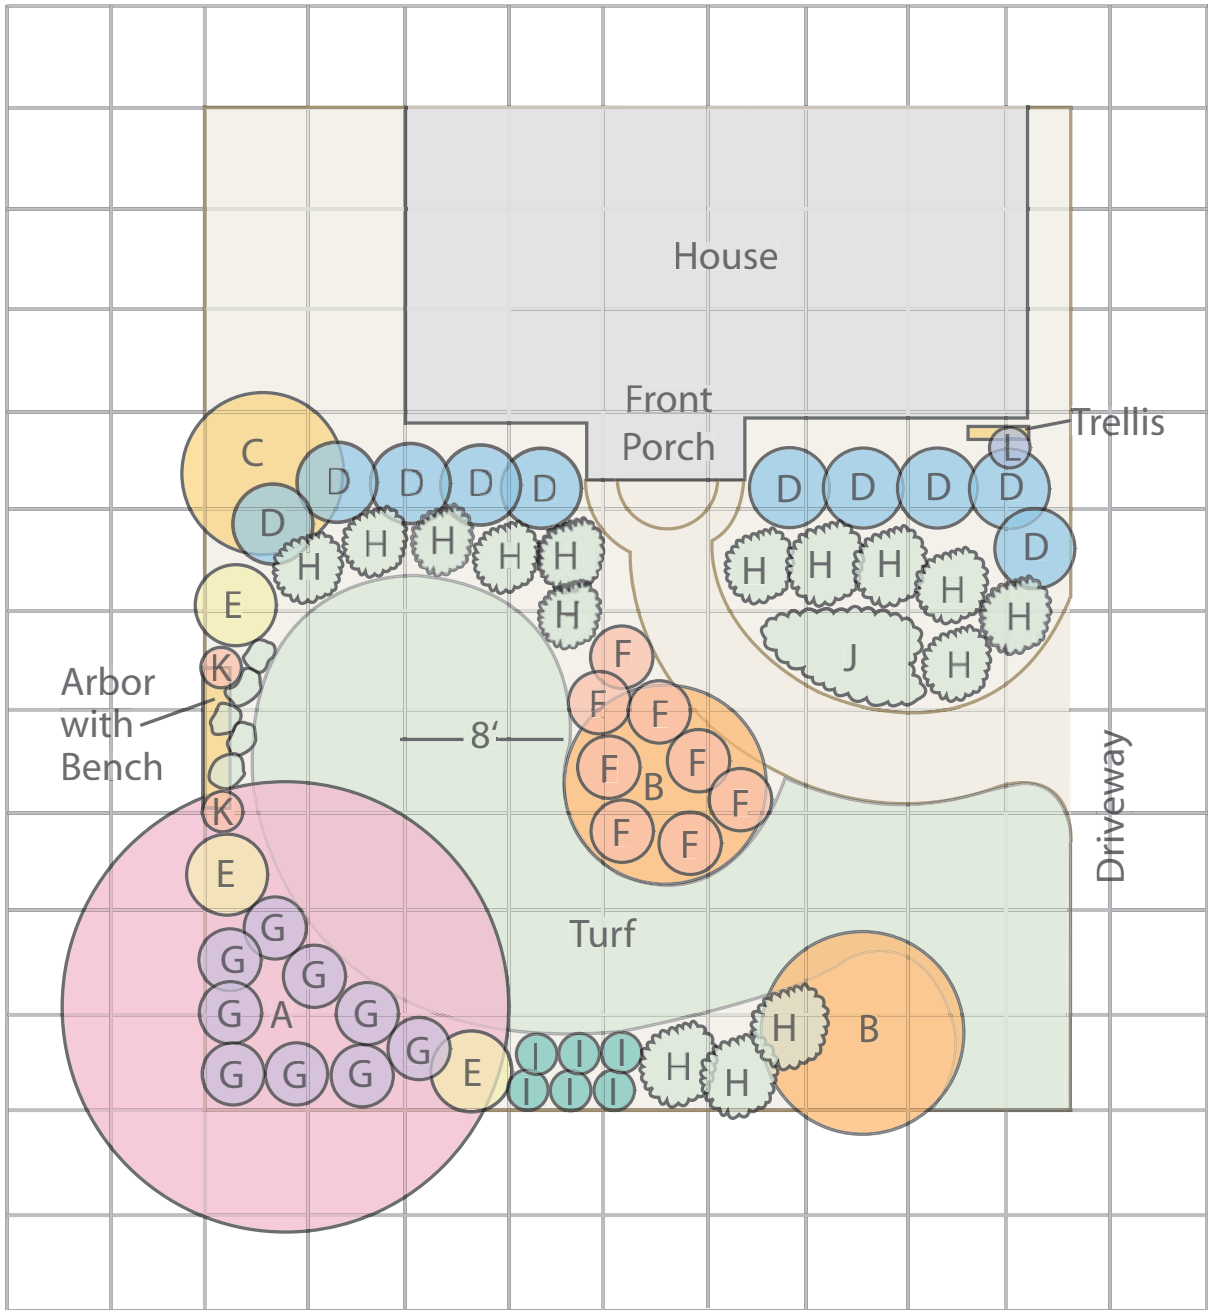 House
Front
Porch
Trellis
C
L
D D D D
D D D D
D
D
H H H H H
H
H H H H
H
H
J
E
K
F
F F
F F
F
F F
B
Arbor
with
Bench
8‘
Driveway
K
E
Turf
G
G G
G A G
G
G G G
E
I I I
I I I
H H
H B